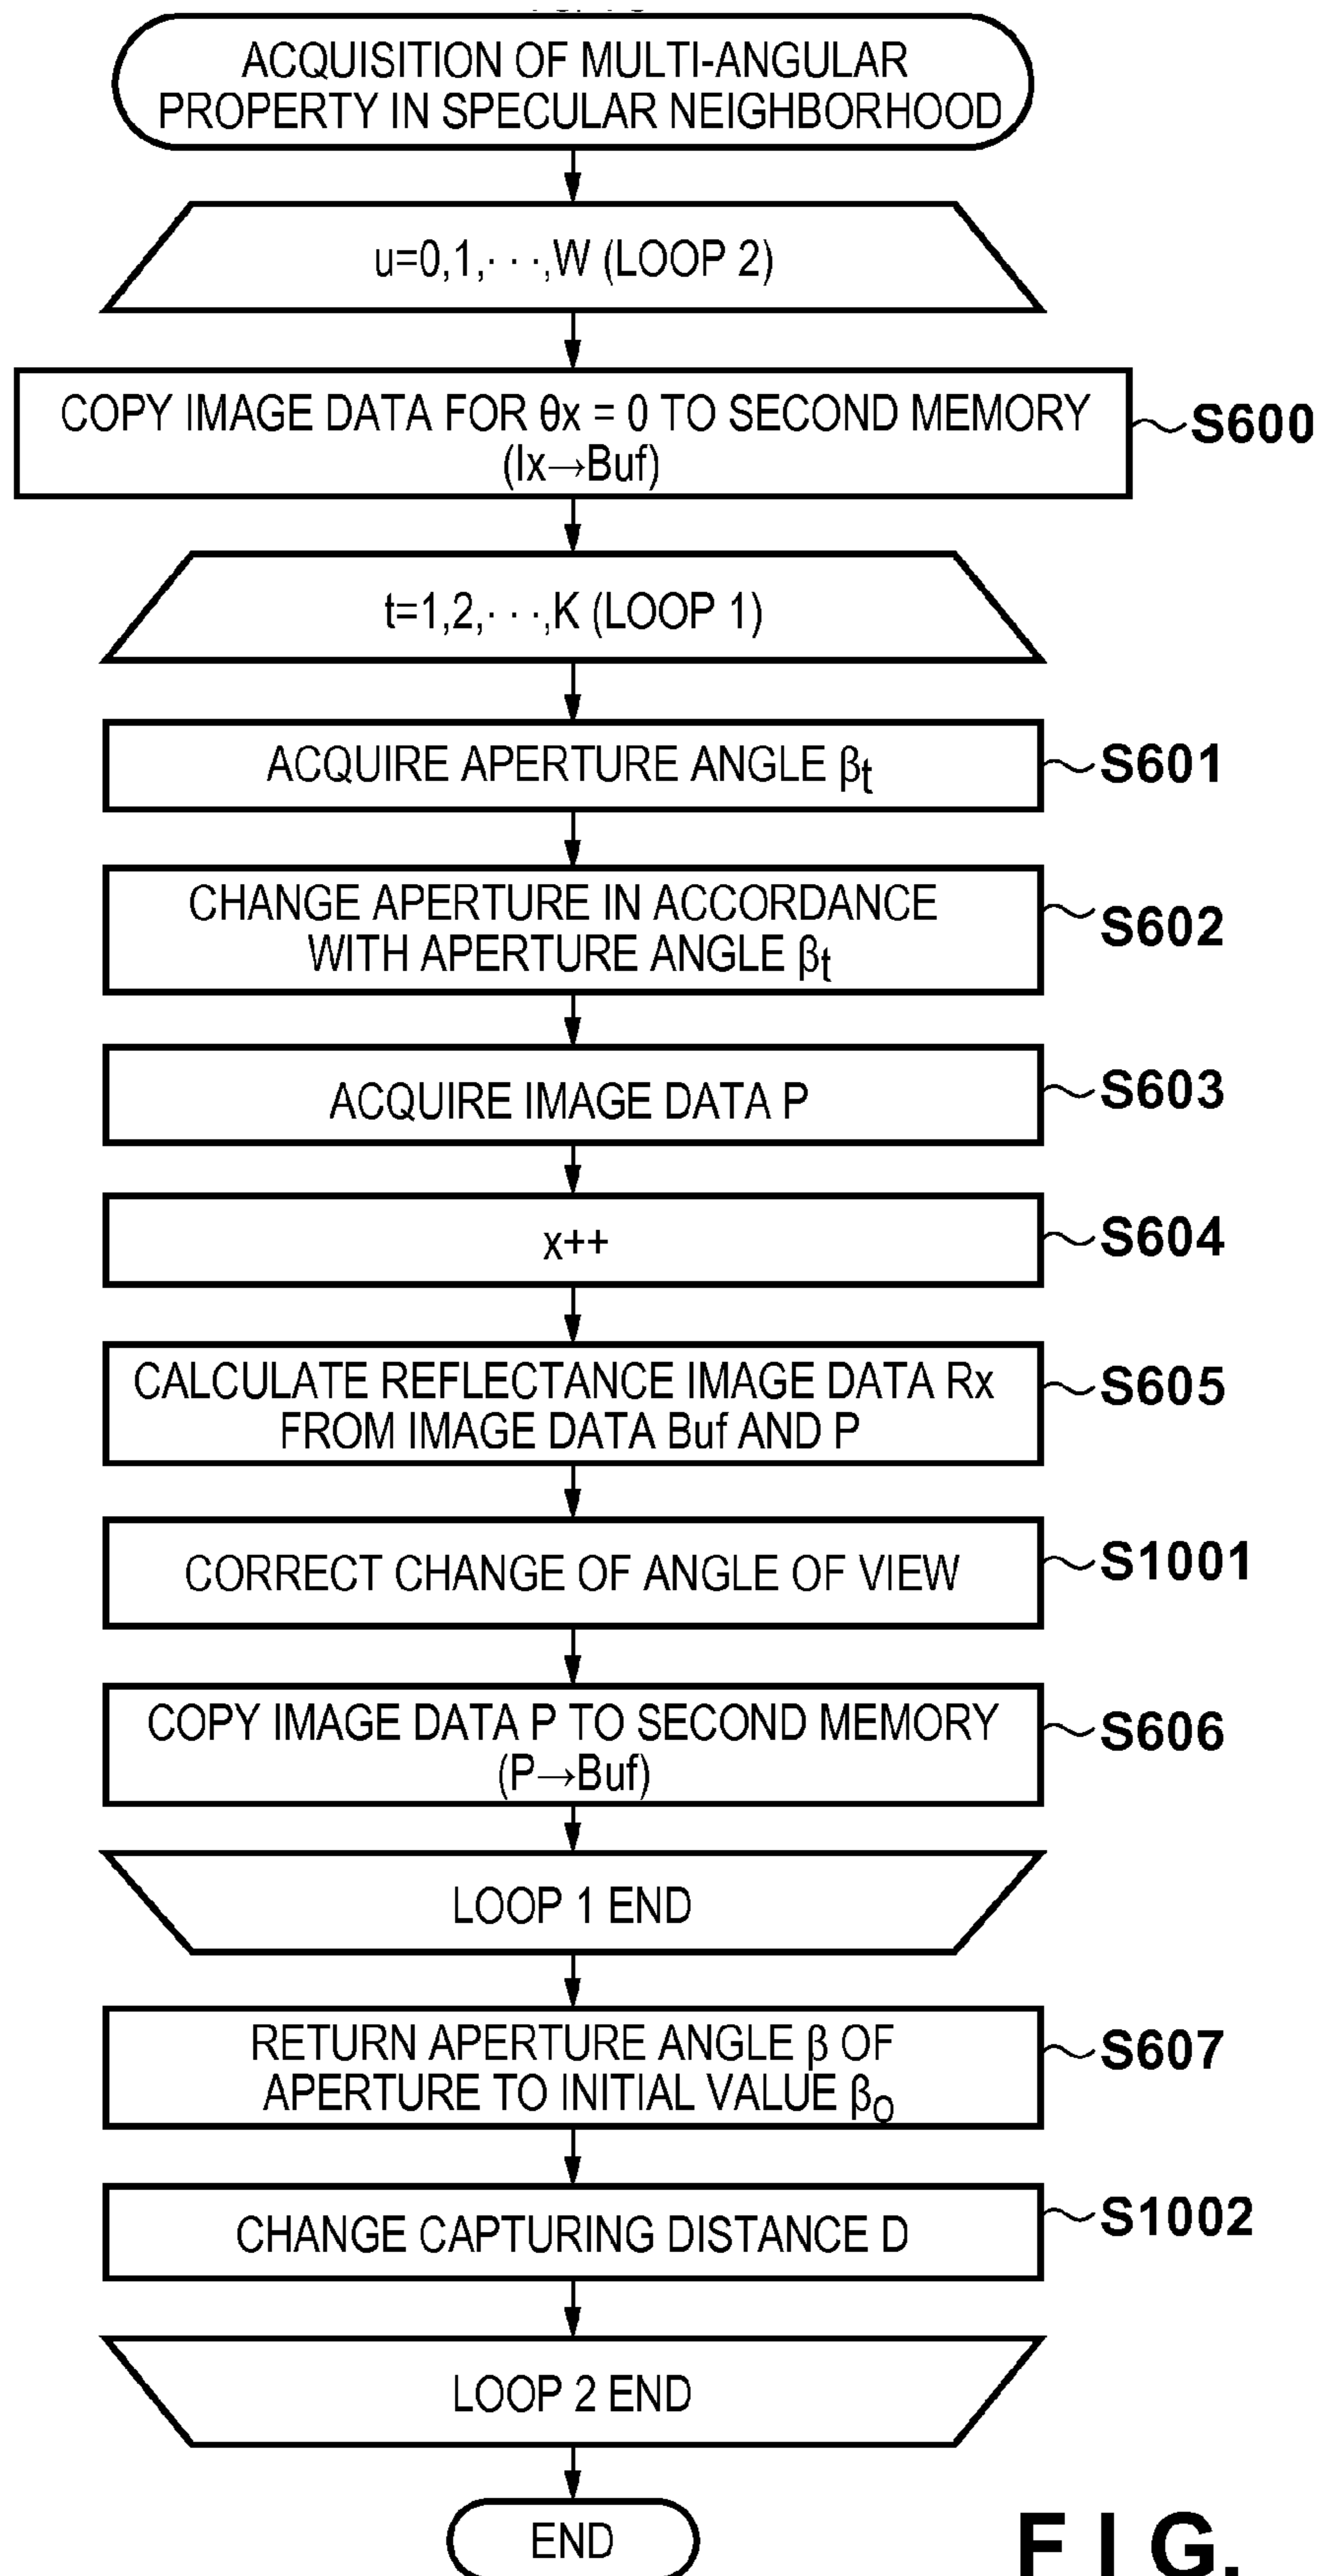 ACQUISITION OF MULTI-ANGULAR
PROPERTY IN SPECULAR NEIGHBORHOOD
u=0,1,· · ·,W (LOOP 2)
COPY IMAGE DATA FOR θx = 0 TO SECOND MEMORY
(Ix→Buf)
S600
t=1,2,· · ·,K (LOOP 1)
ACQUIRE APERTURE ANGLE βt
S601
CHANGE APERTURE IN ACCORDANCE
WITH APERTURE ANGLE βt
S602
ACQUIRE IMAGE DATA P
S603
x++
S604
CALCULATE REFLECTANCE IMAGE DATA Rx
FROM IMAGE DATA Buf AND P
S605
CORRECT CHANGE OF ANGLE OF VIEW
S1001
COPY IMAGE DATA P TO SECOND MEMORY
(P→Buf)
S606
LOOP 1 END
RETURN APERTURE ANGLE β OF
APERTURE TO INITIAL VALUE β0
S607
CHANGE CAPTURING DISTANCE D
S1002
LOOP 2 END
END
FIG.